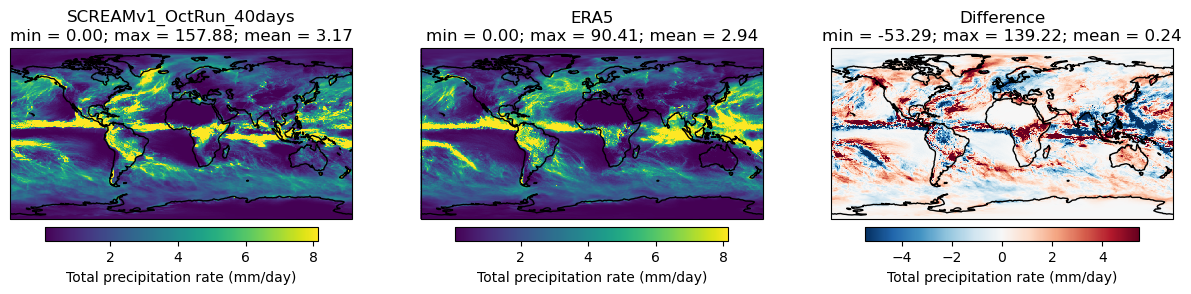 SCREAMv1_OctRun_40days
min = 0.00; max = 157.88; mean = 3.17
ERA5
min = 0.00; max = 90.41; mean = 2.94
Difference
min = -53.29; max = 139.22; mean = 0.24
2 4 6 8
Total precipitation rate (mm/day)
2 4 6 8
Total precipitation rate (mm/day)
−4 −2 0 2 4
Total precipitation rate (mm/day)